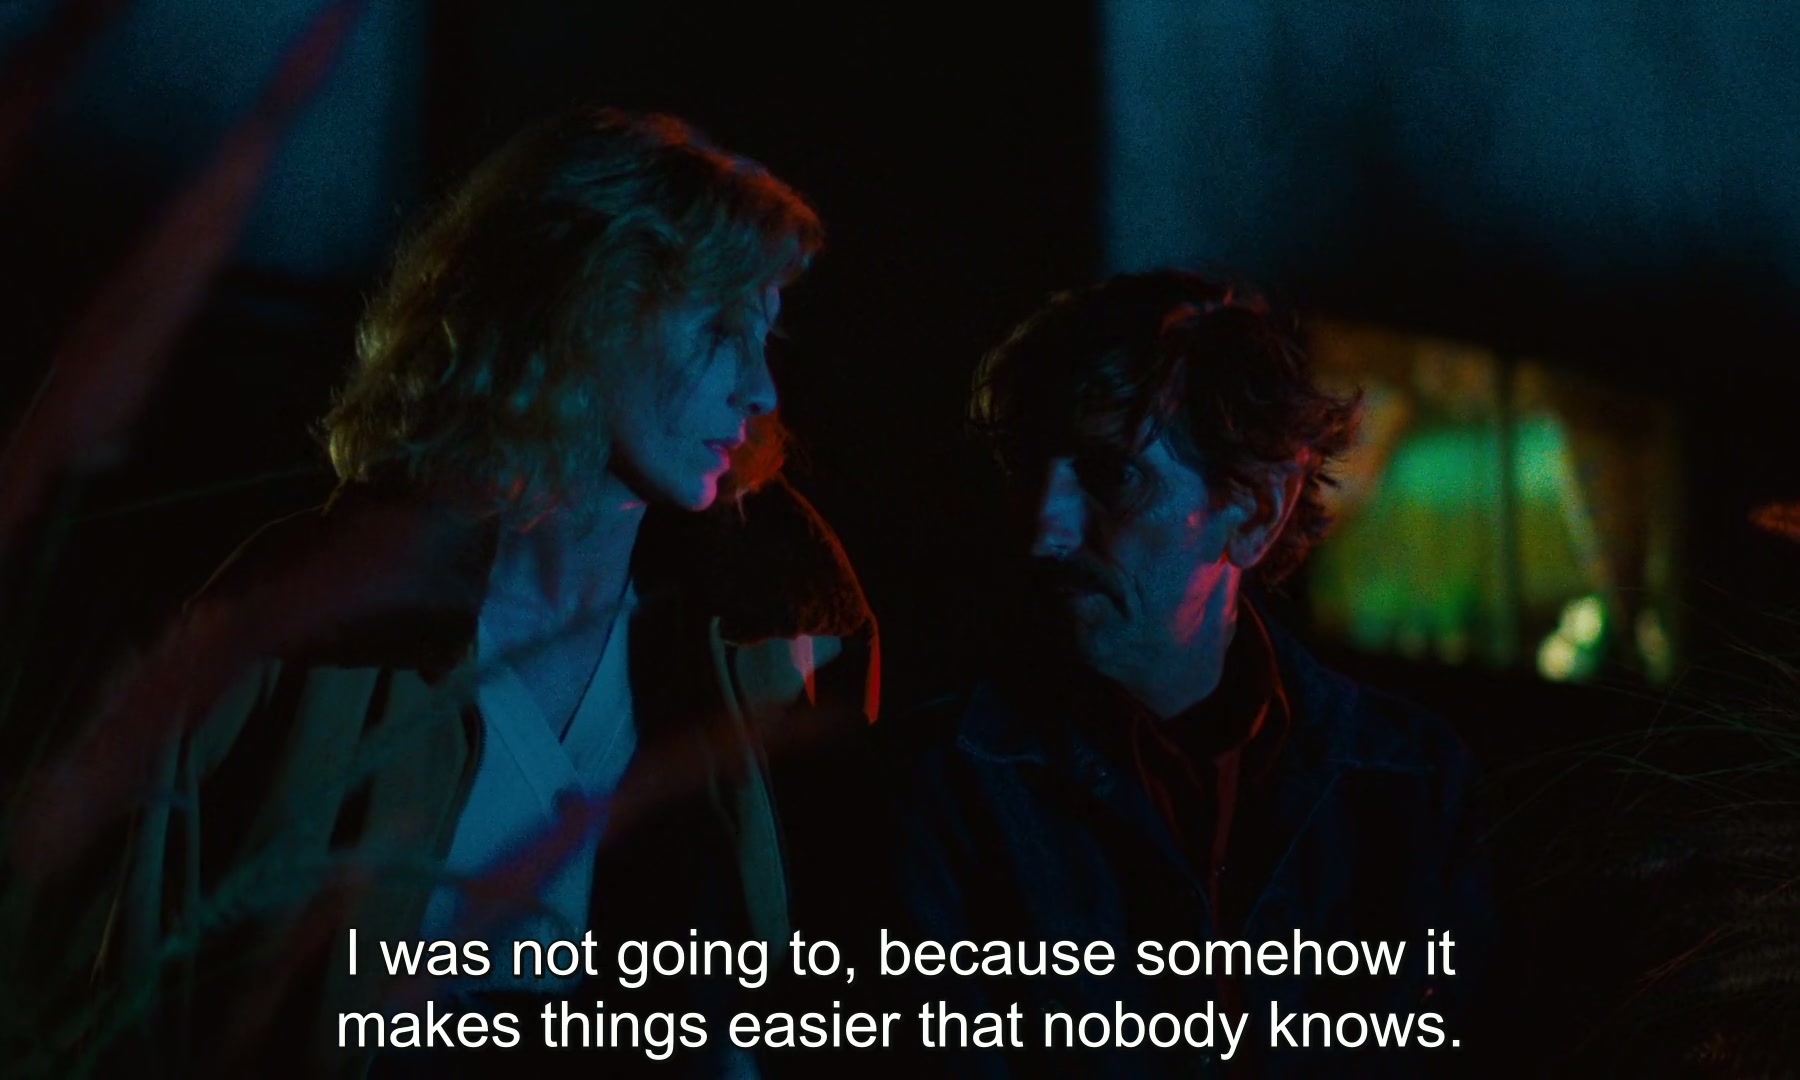 I was not going to, because somehow it
makes things easier that nobody knows.